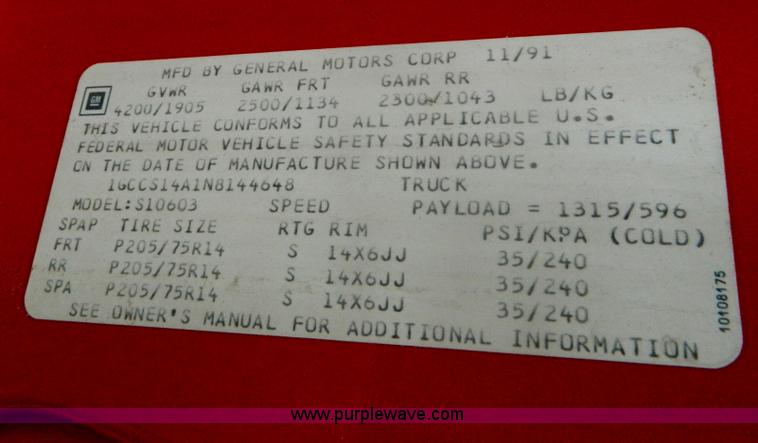 MFD BY GENERAL MOTORS CORP 11/91
GVWR GAWR FRT GAWR RR
GM 4200/1905 2500/1134 2300/1043 LB/KG
THIS VEHICLE CONFORMS TO ALL APPLICABLE U.S.
FEDERAL MOTOR VEHICLE SAFETY STANDARDS IN EFFECT
ON THE DATE OF MANUFACTURE SHOWN ABOVE.
1GCCS14A1N8144648 TRUCK
MODEL:S10603 SPEED PAYLOAD = 1315/596
SPAP TIRE SIZE RTG RIM PSI/KPA (COLD)
FRT P205/75R14 S 14X6JJ 35/240
RR P205/75R14 S 14X6JJ 35/240
SPA P205/75R14 S 14X6JJ 35/240
SEE OWNER'S MANUAL FOR ADDITIONAL INFORMATION
10108175
www.purplewave.com